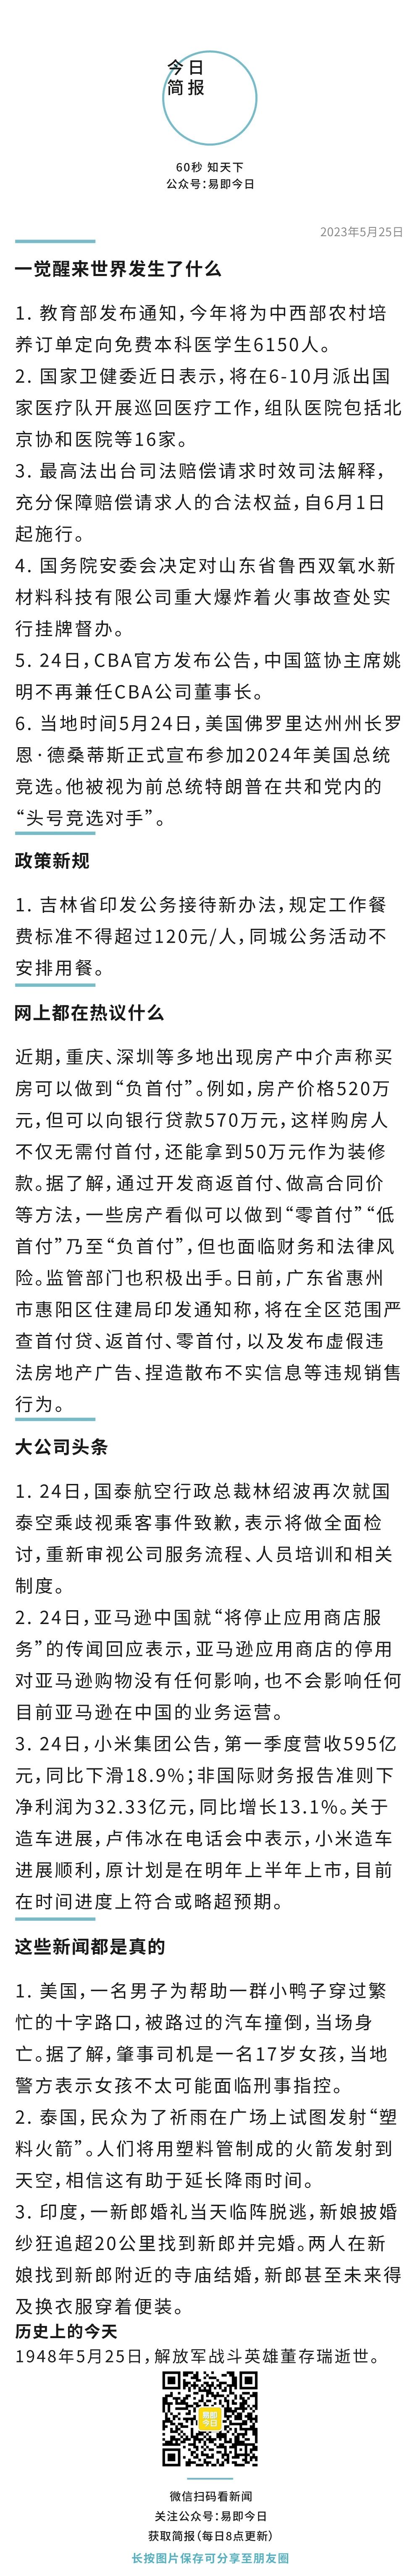 今日
简报
60秒 知天下
公众号:易即今日
2023年5月25日
一觉醒来世界发生了什么
1. 教育部发布通知,今年将为中西部农村培
养订单定向免费本科医学生6150人。
2. 国家卫健委近日表示,将在6-10月派出国
家医疗队开展巡回医疗工作,组队医院包括北
京协和医院等16家。
3. 最高法出台司法赔偿请求时效司法解释,
充分保障赔偿请求人的合法权益,自6月1日
起施行。
4. 国务院安委会决定对山东省鲁西双氧水新
材料科技有限公司重大爆炸着火事故查处实
行挂牌督办。
5. 24日,CBA官方发布公告,中国篮协主席姚
明不再兼任CBA公司董事长。
6. 当地时间5月24日,美国佛罗里达州州长罗
恩·德桑蒂斯正式宣布参加2024年美国总统
竞选。他被视为前总统特朗普在共和党内的
“头号竞选对手”。
政策新规
1. 吉林省印发公务接待新办法,规定工作餐
费标准不得超过120元/人,同城公务活动不
安排用餐。
网上都在热议什么
近期,重庆、深圳等多地出现房产中介声称买
房可以做到“负首付”。例如,房产价格520万
元,但可以向银行贷款570万元,这样购房人
不仅无需付首付,还能拿到50万元作为装修
款。据了解,通过开发商返首付、做高合同价
等方法,一些房产看似可以做到“零首付”“低
首付”乃至“负首付”,但也面临财务和法律风
险。监管部门也积极出手。日前,广东省惠州
市惠阳区住建局印发通知称,将在全区范围严
查首付贷、返首付、零首付,以及发布虚假违
法房地产广告、捏造散布不实信息等违规销售
行为。
大公司头条
1. 24日,国泰航空行政总裁林绍波再次就国
泰空乘歧视乘客事件致歉,表示将做全面检
讨,重新审视公司服务流程、人员培训和相关
制度。
2. 24日,亚马逊中国就“将停止应用商店服
务”的传闻回应表示,亚马逊应用商店的停用
对亚马逊购物没有任何影响,也不会影响任何
目前亚马逊在中国的业务运营。
3. 24日,小米集团公告,第一季度营收595亿
元,同比下滑18.9%;非国际财务报告准则下
净利润为32.33亿元,同比增长13.1%。关于
造车进展,卢伟冰在电话会中表示,小米造车
进展顺利,原计划是在明年上半年上市,目前
在时间进度上符合或略超预期。
这些新闻都是真的
1. 美国,一名男子为帮助一群小鸭子穿过繁
忙的十字路口,被路过的汽车撞倒,当场身
亡。据了解,肇事司机是一名17岁女孩,当地
警方表示女孩不太可能面临刑事指控。
2. 泰国,民众为了祈雨在广场上试图发射“塑
料火箭”。人们将用塑料管制成的火箭发射到
天空,相信这有助于延长降雨时间。
3. 印度,一新郎婚礼当天临阵脱逃,新娘披婚
纱狂追超20公里找到新郎并完婚。两人在新
娘找到新郎附近的寺庙结婚,新郎甚至未来得
及换衣服穿着便装。
历史上的今天
1948年5月25日,解放军战斗英雄董存瑞逝世。
易即
今日
微信扫码看新闻
关注公众号:易即今日
获取简报(每日8点更新)
长按图片保存可分享至朋友圈